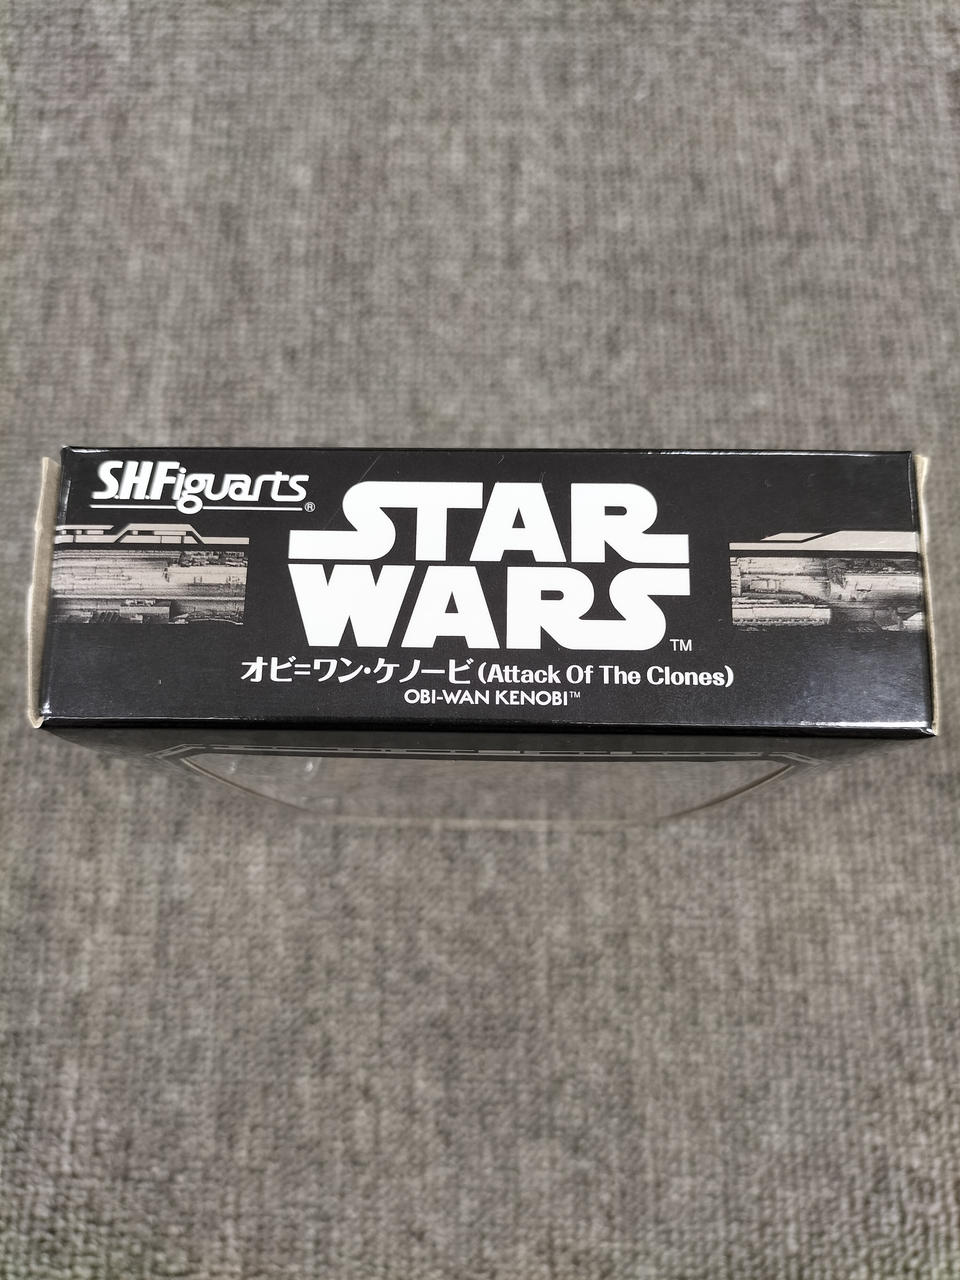 S.H.Figuarts®
STAR
WARS™
オビ=ワン・ケノービ(Attack Of The Clones)
OBI-WAN KENOBI™